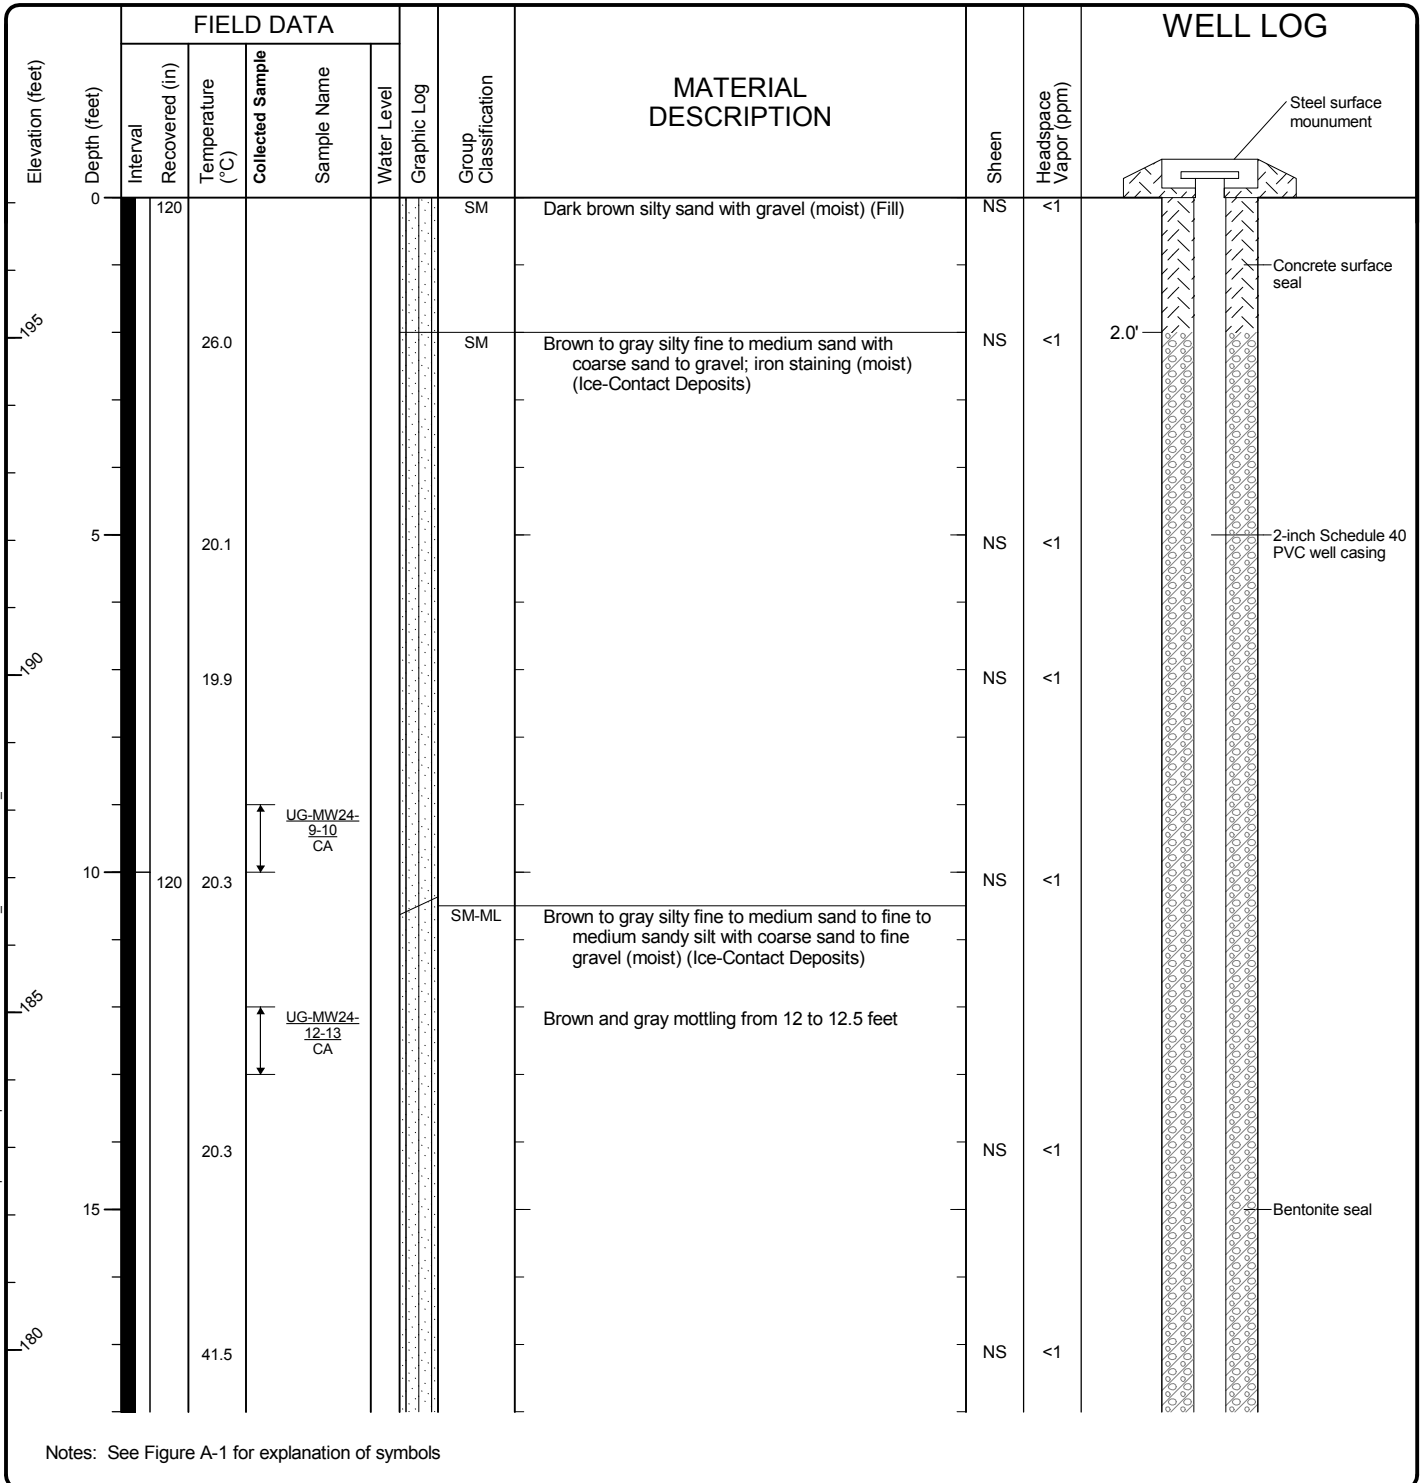 FIELD DATA
WELL LOG
Elevation (feet)
Depth (feet)
Interval
Recovered (in)
Temperature
(°C)
Collected Sample
Sample Name
Water Level
Graphic Log
Group
Classification
MATERIAL
DESCRIPTION
Sheen
Headspace
Vapor (ppm)
Steel surface
mounument
0
120
SM
Dark brown silty sand with gravel (moist) (Fill)
NS
<1
Concrete surface
seal
195
26.0
SM
Brown to gray silty fine to medium sand with
coarse sand to gravel; iron staining (moist)
(Ice-Contact Deposits)
NS
<1
2.0'
5
20.1
NS
<1
2-inch Schedule 40
PVC well casing
190
19.9
NS
<1
UG-MW24-
9-10
CA
10
120
20.3
NS
<1
SM-ML
Brown to gray silty fine to medium sand to fine to
medium sandy silt with coarse sand to fine
gravel (moist) (Ice-Contact Deposits)
185
UG-MW24-
12-13
CA
Brown and gray mottling from 12 to 12.5 feet
20.3
NS
<1
15
Bentonite seal
180
41.5
NS
<1
Notes: See Figure A-1 for explanation of symbols